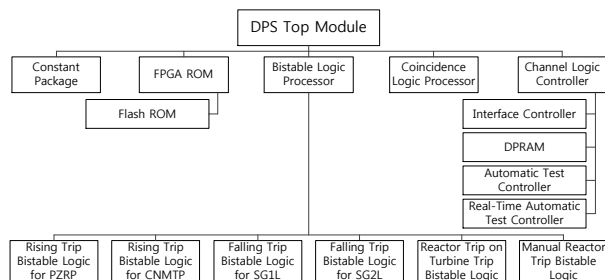 DPS Top Module
Constant
Package
FPGA ROM
Bistable Logic
Processor
Coincidence
Logic Processor
Channel Logic
Controller
Flash ROM
Interface Controller
DPRAM
Automatic Test
Controller
Real-Time Automatic
Test Controller
Rising Trip
Bistable Logic
for PZRP
Rising Trip
Bistable Logic
for CNMTP
Falling Trip
Bistable Logic
for SG1L
Falling Trip
Bistable Logic
for SG2L
Reactor Trip on
Turbine Trip
Bistable Logic
Manual Reactor
Trip Bistable
Logic